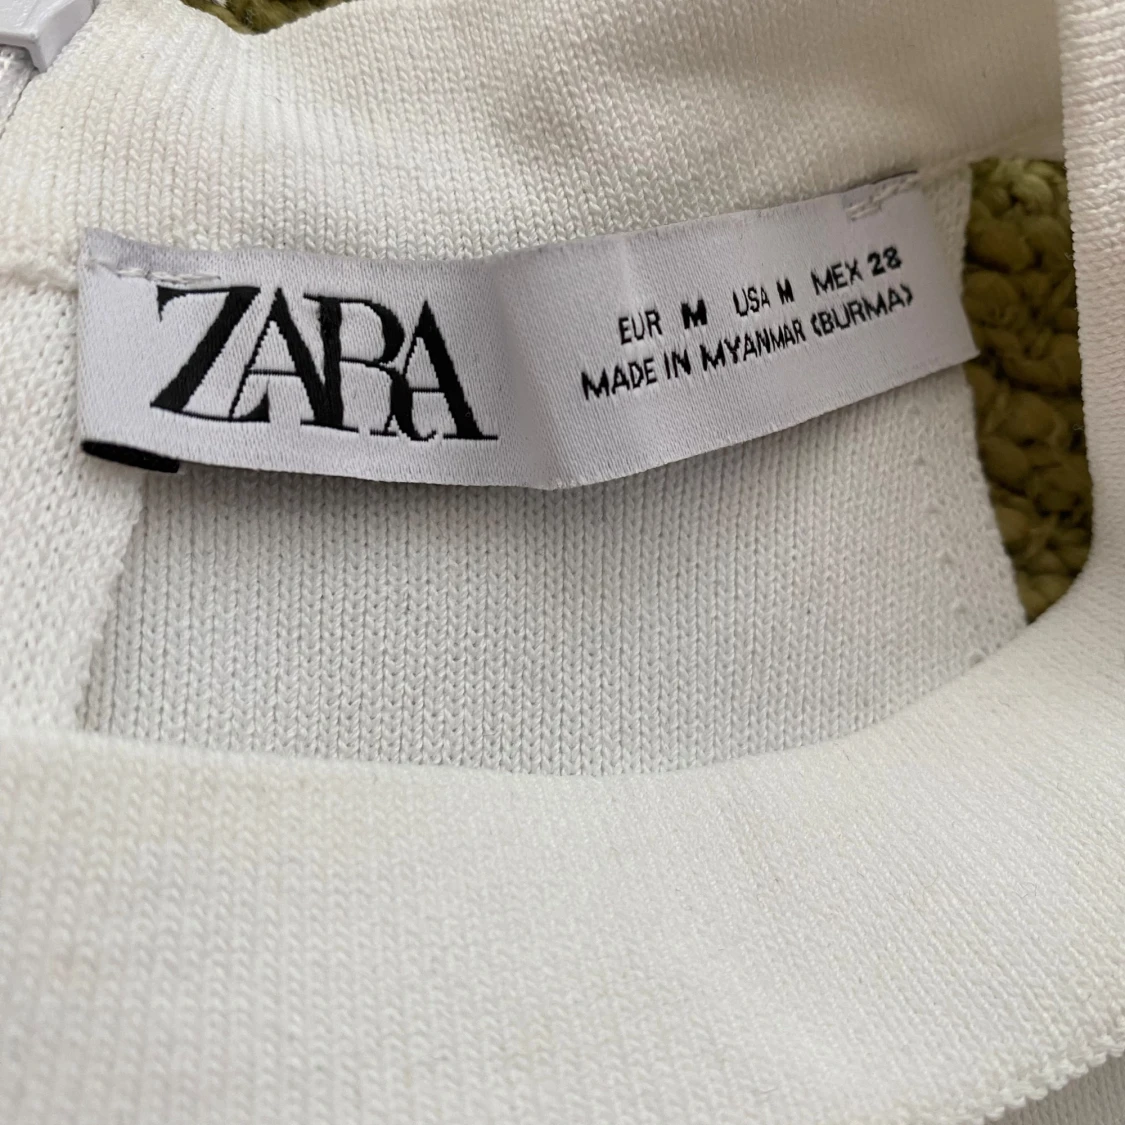 ZARA
EUR M USA M MEX 28
MADE IN MYANMAR (BURMA)